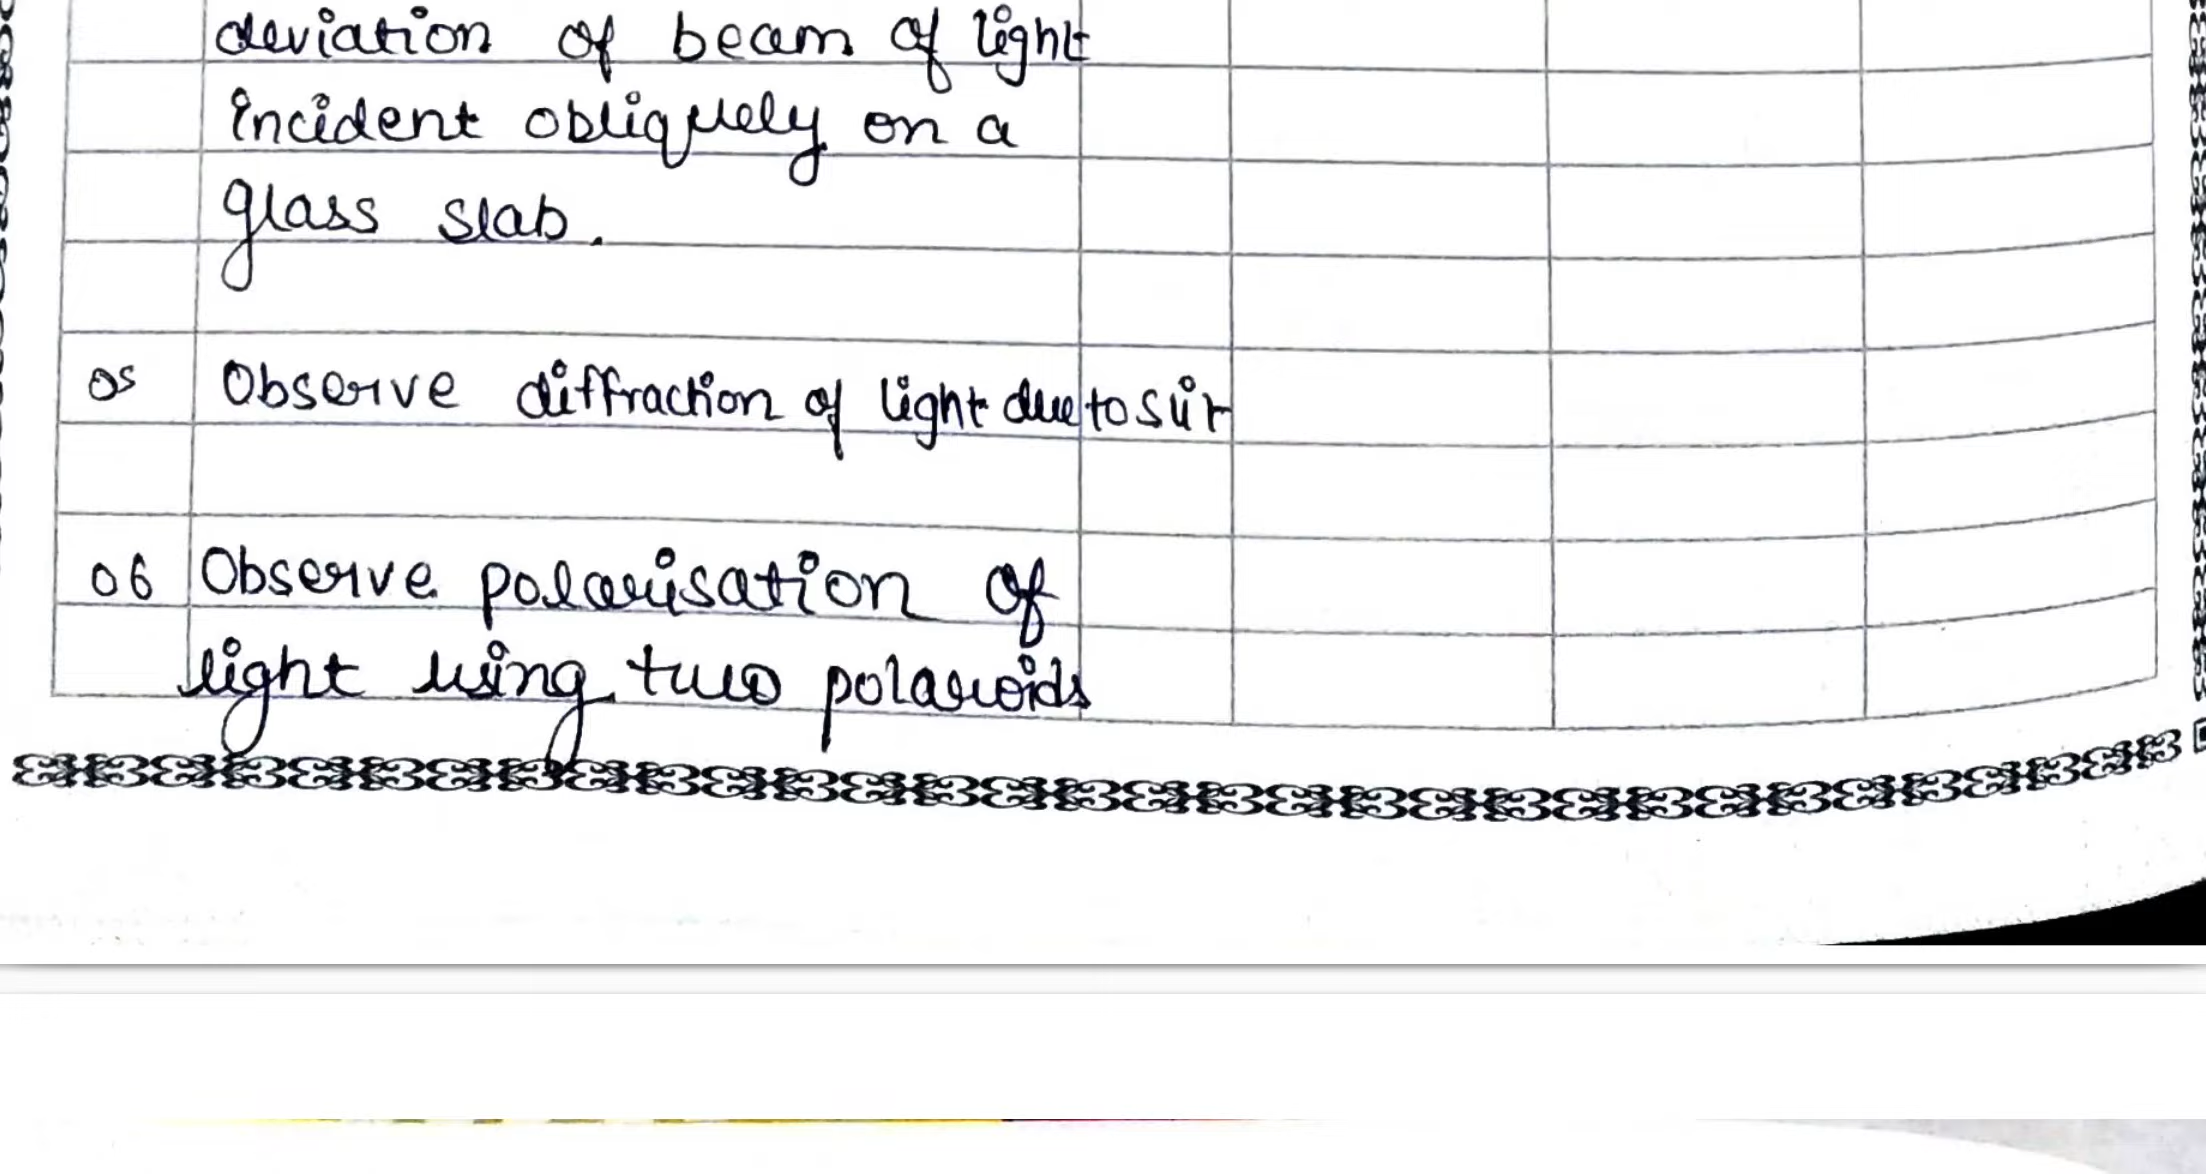 deviation of beam of light
incident obliquely on a
glass slab.
05 Observe diffraction of light due to slit
06 Observe polarisation of
light using two polaroids